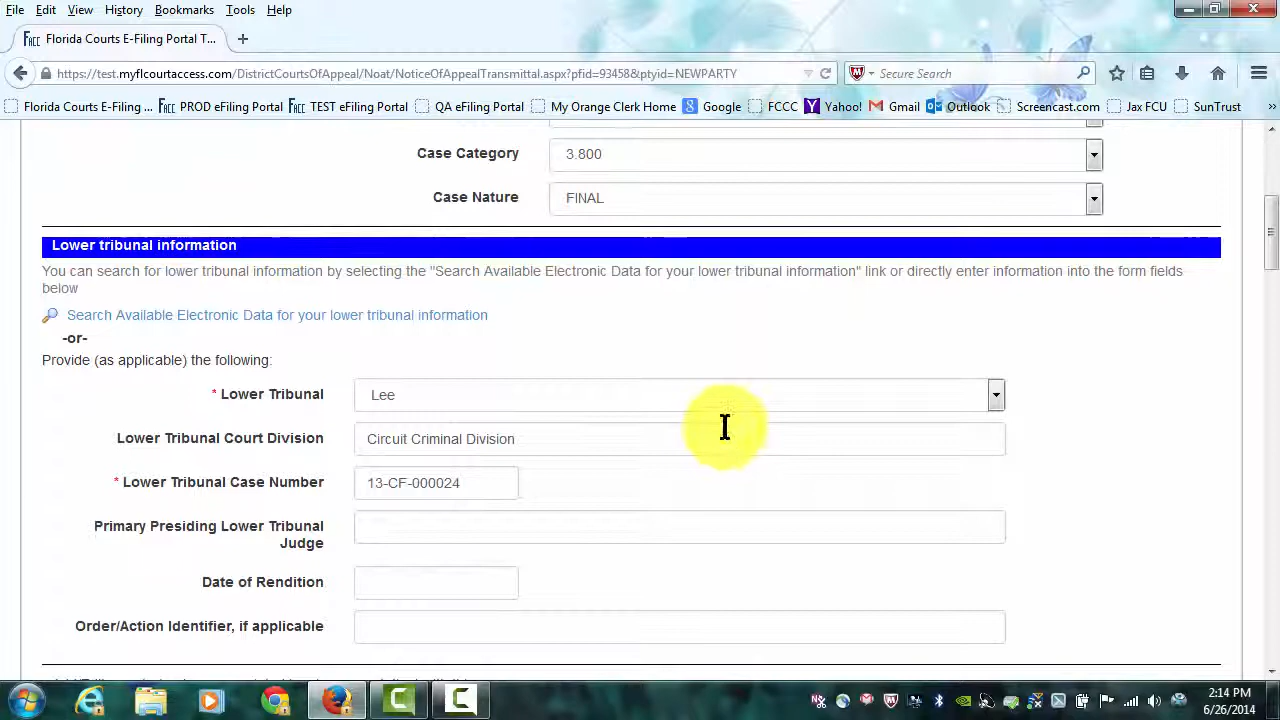 File Edit View History Bookmarks Tools Help
FACC Florida Courts E-Filing Portal T... +
https://test.myflcourtaccess.com/DistrictCourtsOfAppeal/Noat/NoticeOfAppealTransmittal.aspx?pfid=93458&ptyid=NEWPARTY Secure Search
Florida Courts E-Filing ... FACC PROD eFiling Portal FACC TEST eFiling Portal QA eFiling Portal My Orange Clerk Home Google FCCC Yahoo! Gmail Outlook Screencast.com Jax FCU SunTrust
Case Category 3.800
Case Nature FINAL
Lower tribunal information
You can search for lower tribunal information by selecting the "Search Available Electronic Data for your lower tribunal information" link or directly enter information into the form fields
below
Search Available Electronic Data for your lower tribunal information
-or-
Provide (as applicable) the following:
* Lower Tribunal Lee
Lower Tribunal Court Division Circuit Criminal Division
* Lower Tribunal Case Number 13-CF-000024
Primary Presiding Lower Tribunal
Judge
Date of Rendition
Order/Action Identifier, if applicable
2:14 PM
6/26/2014